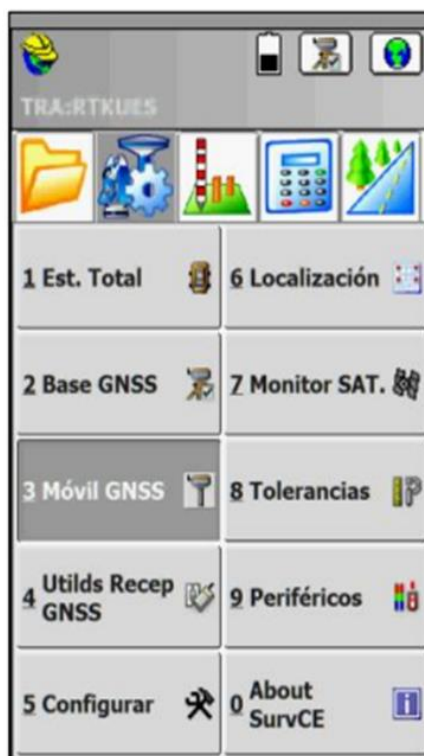 TRA:RTKUES
1 Est. Total
6 Localización
2 Base GNSS
7 Monitor SAT.
3 Móvil GNSS
8 Tolerancias
4 Utilds Recep
GNSS
9 Periféricos
5 Configurar
0 About
SurvCE